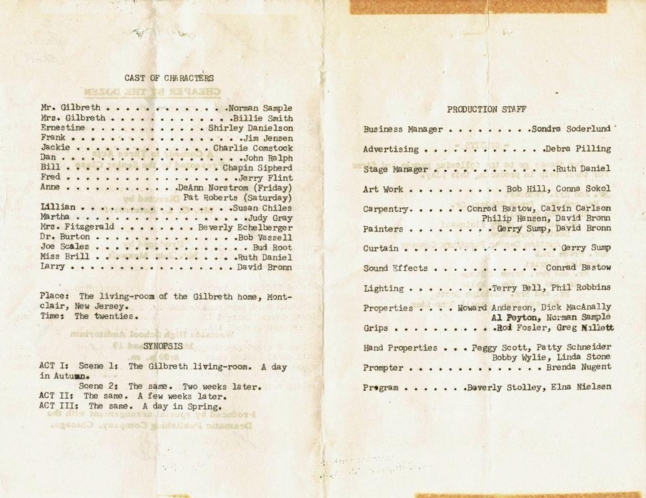 CAST OF CHARACTERS
Mr. Gilbreth . . . . . . . . . . . .Norman Sample
Mrs. Gilbreth . . . . . . . . . . . .Billie Smith
Ernestine . . . . . . . . . . . .Shirley Danielson
Frank . . . . . . . . . . . . . . . . .Jim Jensen
Jackie . . . . . . . . . . . . . .Charlie Comstock
Dan . . . . . . . . . . . . . . . . . .John Ralph
Bill . . . . . . . . . . . . . . .Chapin Sipherd
Fred . . . . . . . . . . . . . . . . .Jerry Flint
Anne . . . . . . . . . .DeAnn Norstrom (Friday)
Pat Roberts (Saturday)
Lillian . . . . . . . . . . . . . . .Susan Chiles
Martha . . . . . . . . . . . . . . . . .Judy Gray
Mrs. Fitzgerald . . . . . . . . Beverly Echelberger
Dr. Burton . . . . . . . . . . . . . . .Bob Vassell
Joe Scales . . . . . . . . . . . . . . . . Bud Root
Miss Brill . . . . . . . . . . . . . . .Ruth Daniel
Larry . . . . . . . . . . . . . . . . . David Bronn
Place: The living-room of the Gilbreth home, Mont-
clair, New Jersey.
Time: The twenties.
SYNOPSIS
ACT I: Scene 1: The Gilbreth living-room. A day
in Autumn.
Scene 2: The same. Two weeks later.
ACT II: The same. A few weeks later.
ACT III: The same. A day in Spring.
PRODUCTION STAFF
Business Manager . . . . . . . . .Sondra Soderlund
Advertising . . . . . . . . . . . . .Debra Pilling
Stage Manager . . . . . . . . . . . . .Ruth Daniel
Art Work . . . . . . . . . . Bob Hill, Conna Sokol
Carpentry. . . . . . Conrad Bastow, Calvin Carlson
Philip Hansen, David Bronn
Painters . . . . . . . . . Gerry Sump, David Bronn
Curtain . . . . . . . . . . . . . . . . Gerry Sump
Sound Effects . . . . . . . . . . . Conrad Bastow
Lighting . . . . . . . . .Terry Bell, Phil Robbins
Properties . . . . Howard Anderson, Dick MacAnally
Al Peyton, Norman Sample
Grips . . . . . . . . . . .Rod Fosler, Greg Millett
Hand Properties . . . Peggy Scott, Patty Schneider
Bobby Wylie, Linda Stone
Prompter . . . . . . . . . . . . . . Brenda Nugent
Program . . . . . . .Beverly Stolley, Elna Nielsen